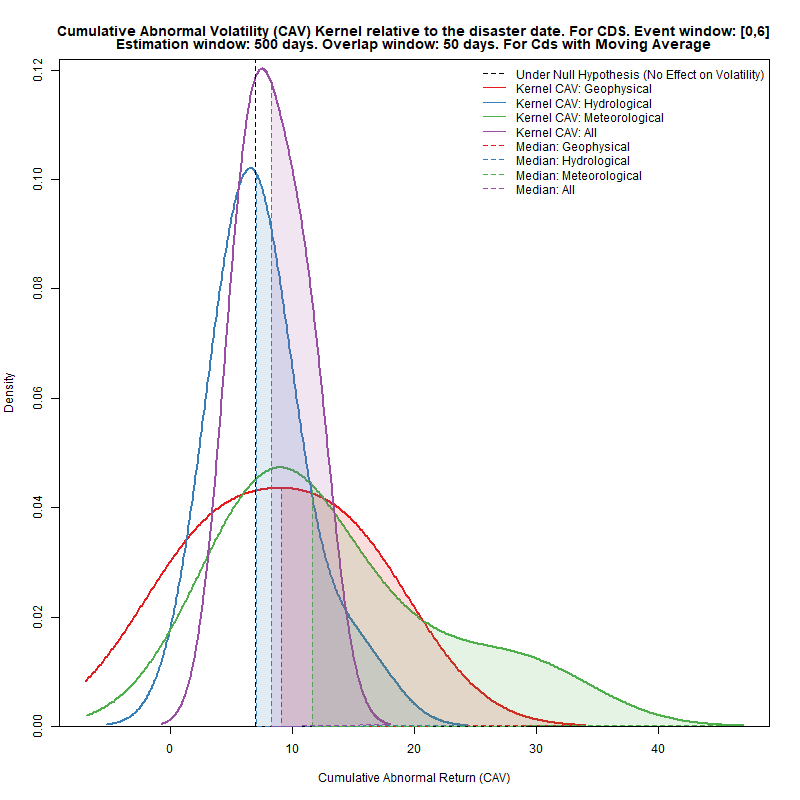 Cumulative Abnormal Volatility (CAV) Kernel relative to the disaster date. For CDS. Event window: [0,6]
Estimation window: 500 days. Overlap window: 50 days. For Cds with Moving Average
Under Null Hypothesis (No Effect on Volatility)
Kernel CAV: Geophysical
Kernel CAV: Hydrological
Kernel CAV: Meteorological
Kernel CAV: All
Median: Geophysical
Median: Hydrological
Median: Meteorological
Median: All
Density
0.12
0.10
0.08
0.06
0.04
0.02
0.00
0
10
20
30
40
Cumulative Abnormal Return (CAV)